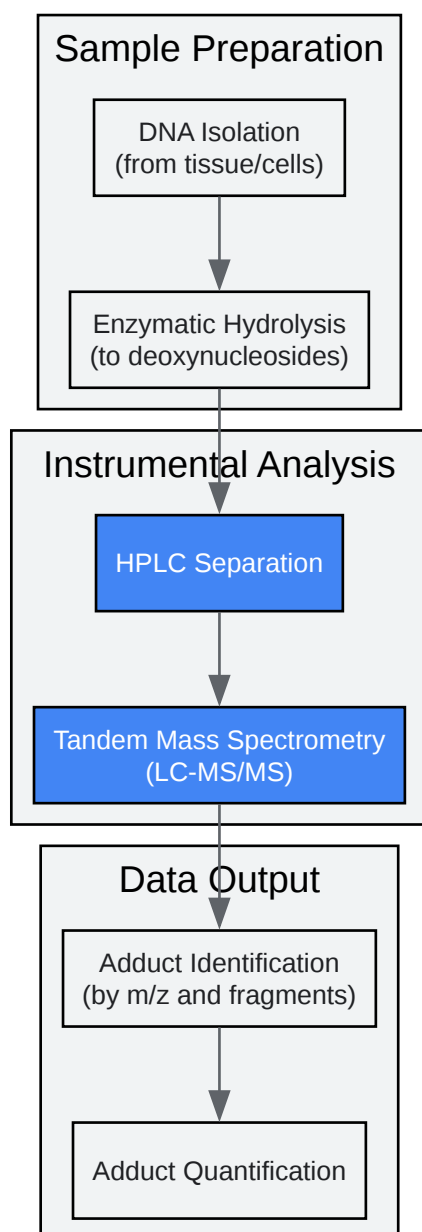 Sample Preparation
DNA Isolation
(from tissue/cells)
Enzymatic Hydrolysis
(to deoxynucleosides)
Instrumental Analysis
HPLC Separation
Tandem Mass Spectrometry
(LC-MS/MS)
Data Output
Adduct Identification
(by m/z and fragments)
Adduct Quantification